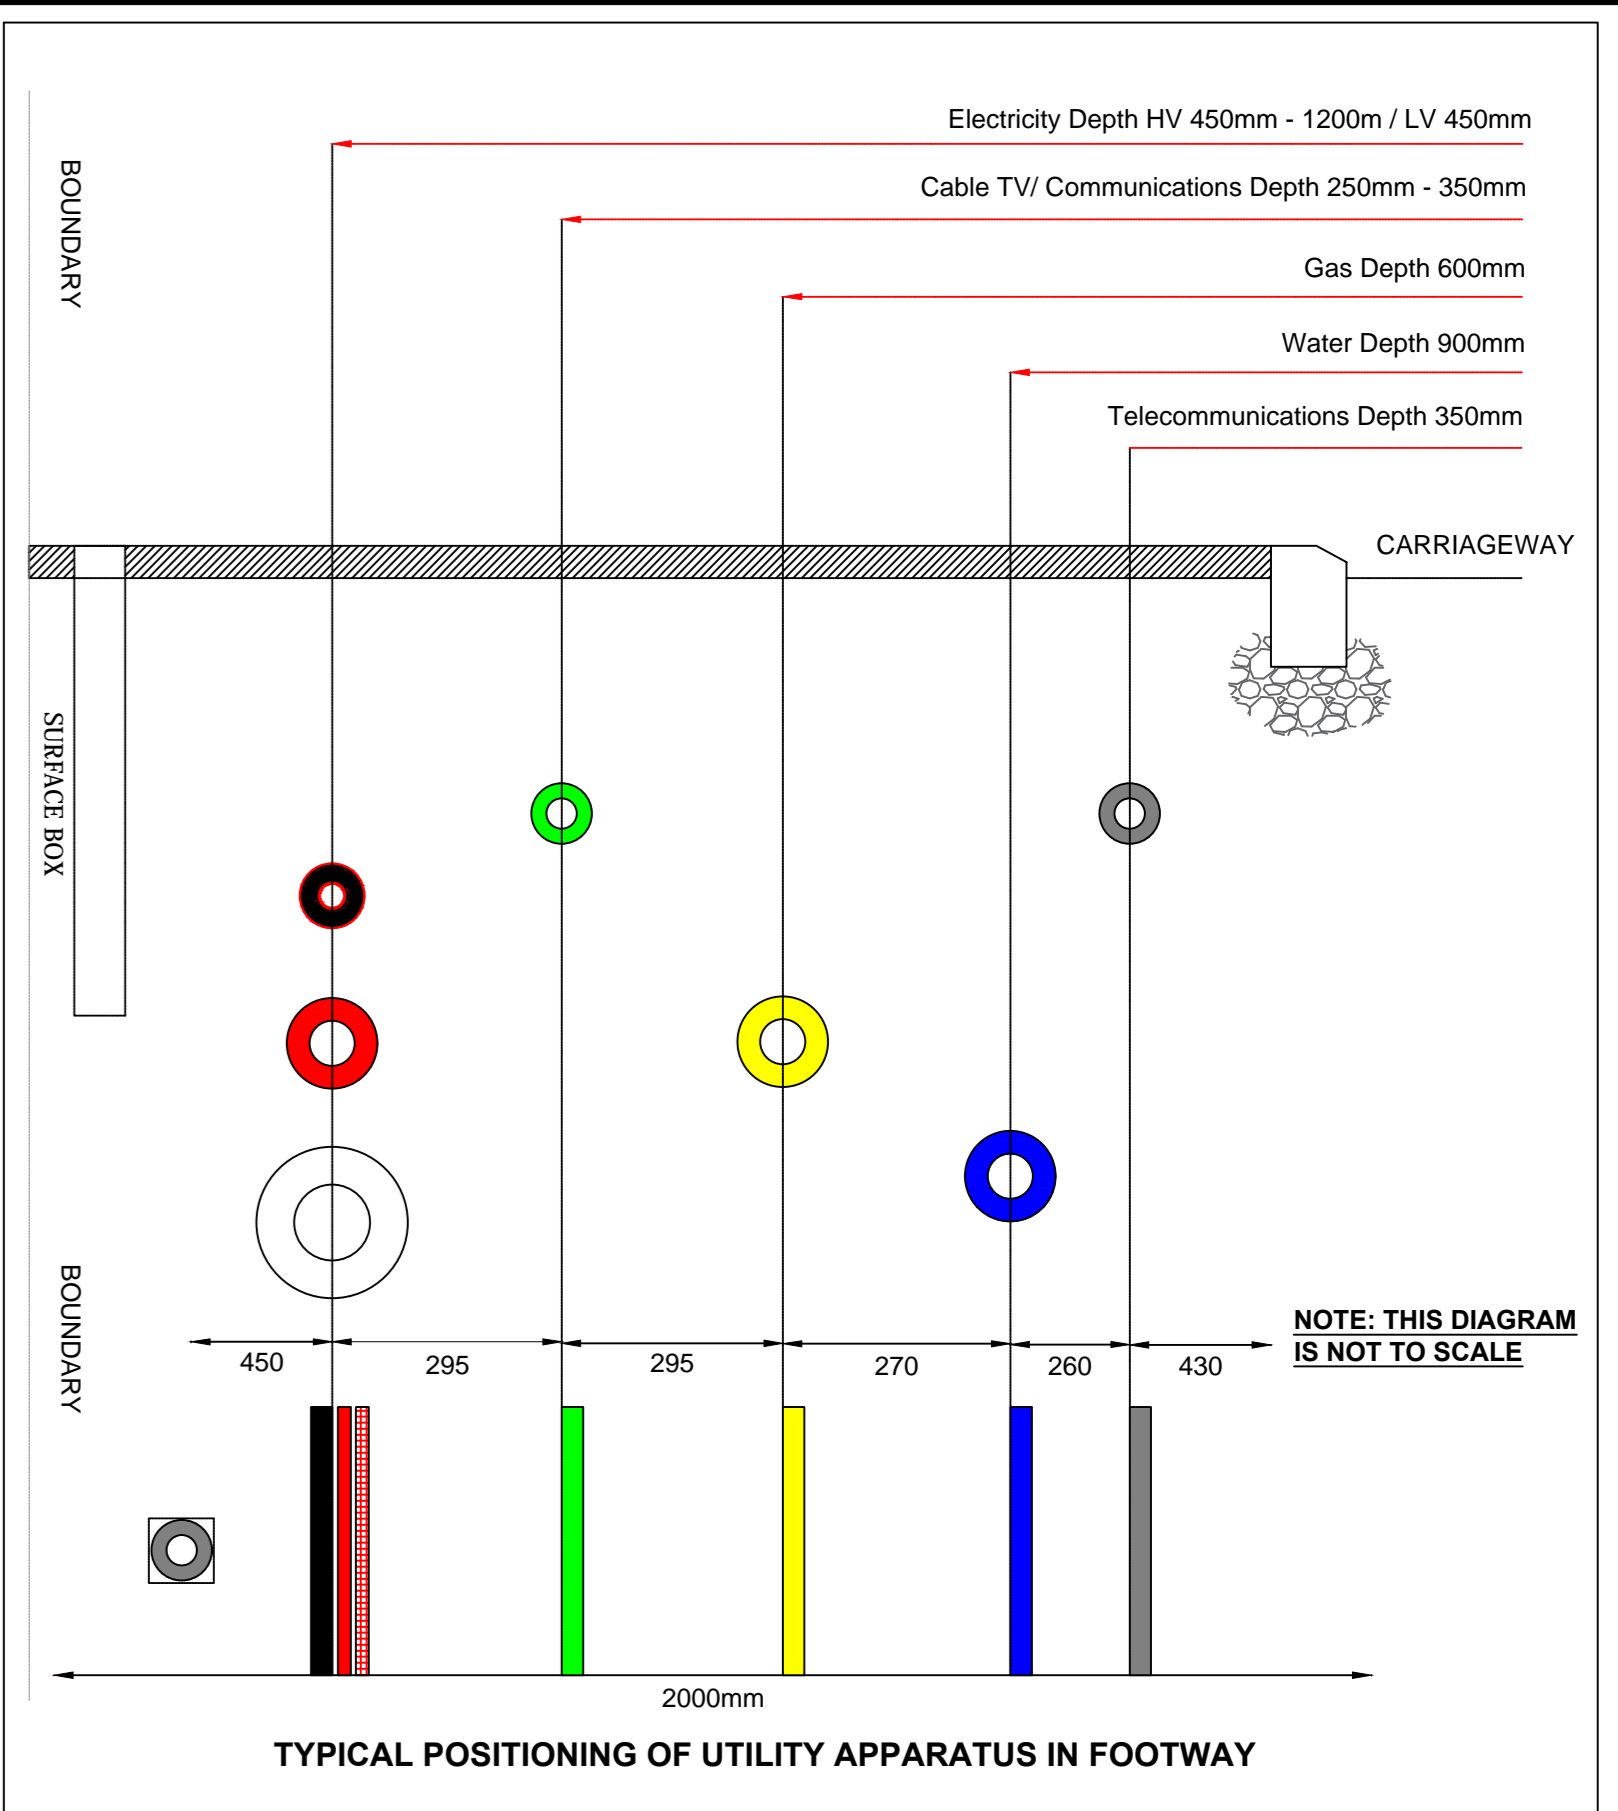 Electricity Depth HV 450mm - 1200m / LV 450mm
Cable TV/ Communications Depth 250mm - 350mm
Gas Depth 600mm
Water Depth 900mm
Telecommunications Depth 350mm
BOUNDARY
CARRIAGEWAY
SURFACE BOX
BOUNDARY
NOTE: THIS DIAGRAM
IS NOT TO SCALE
450
295
295
270
260
430
2000mm
TYPICAL POSITIONING OF UTILITY APPARATUS IN FOOTWAY